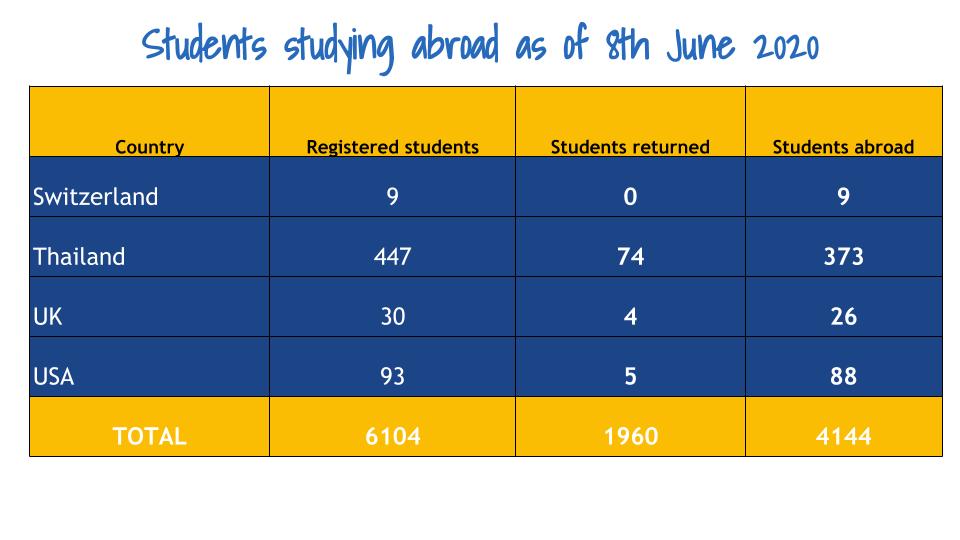 Students studying abroad as of 8th June 2020
Country Registered students Students returned Students abroad
Switzerland 9 0 9
Thailand 447 74 373
UK 30 4 26
USA 93 5 88
TOTAL 6104 1960 4144